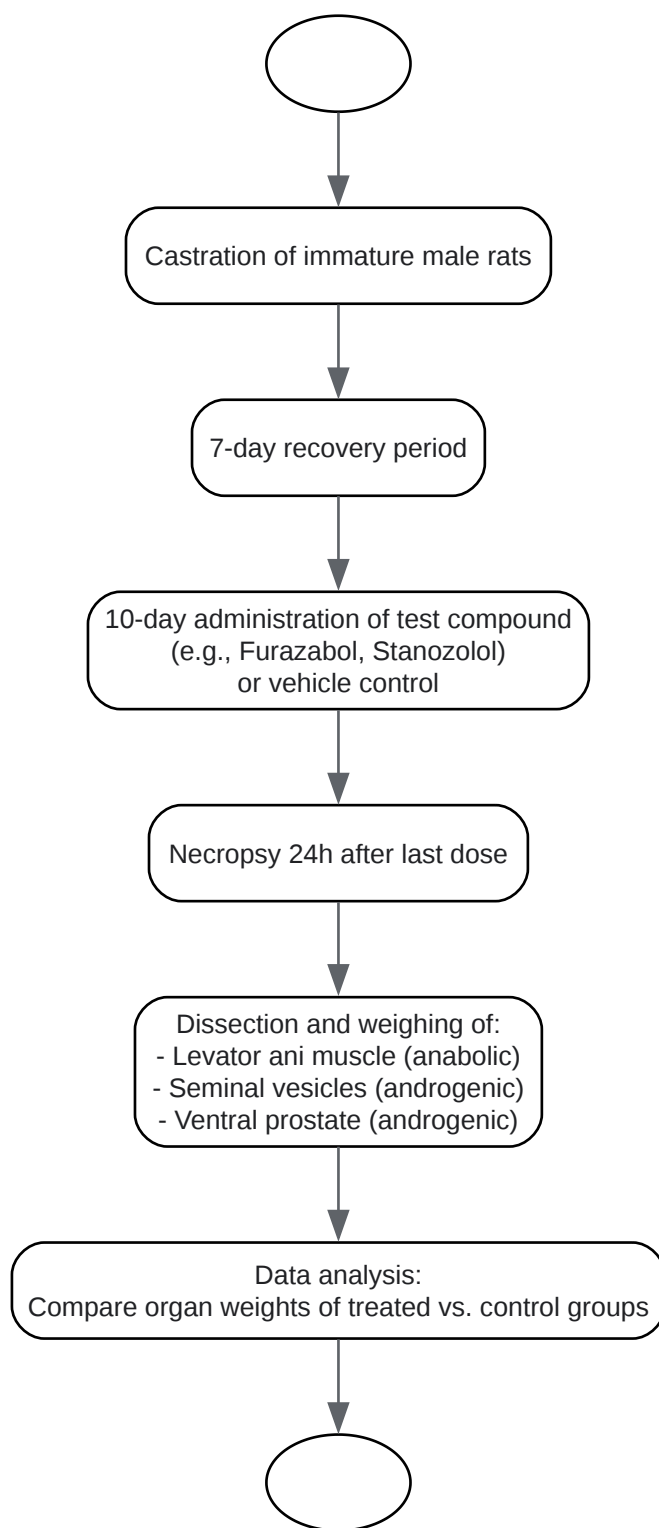 Castration of immature male rats
7-day recovery period
10-day administration of test compound
(e.g., Furazabol, Stanozolol)
or vehicle control
Necropsy 24h after last dose
Dissection and weighing of:
- Levator ani muscle (anabolic)
- Seminal vesicles (androgenic)
- Ventral prostate (androgenic)
Data analysis:
Compare organ weights of treated vs. control groups